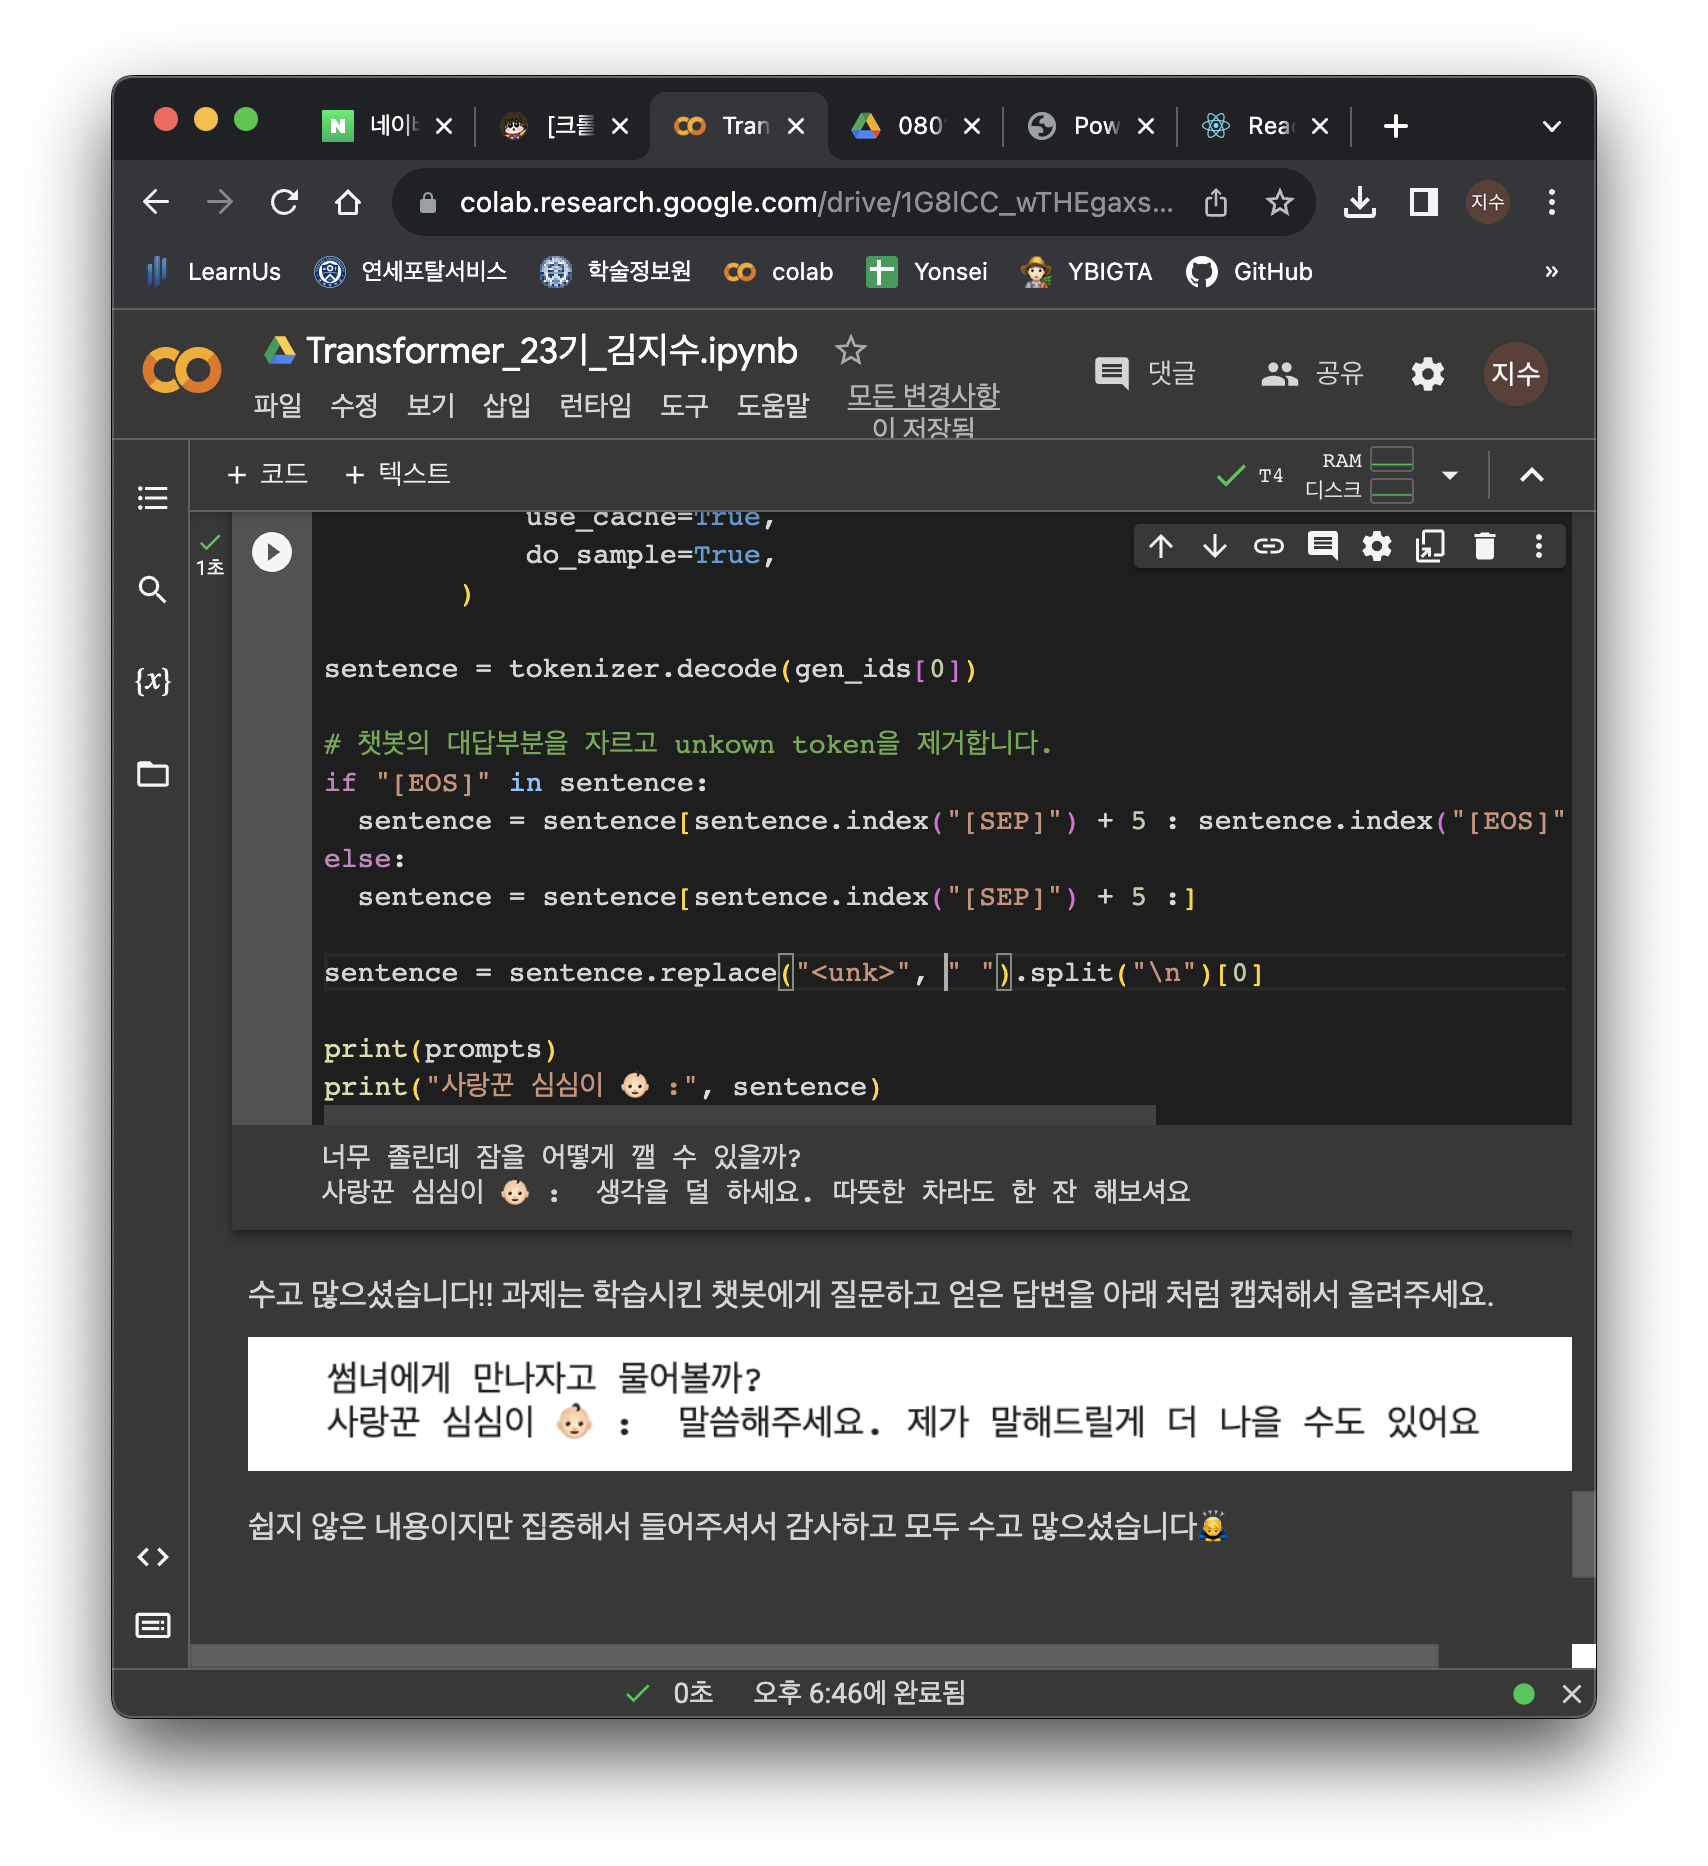 네이버
[크롤
Tran
080
Pow
Rea
colab.research.google.com/drive/1G8ICC_wTHEgaxs...
지수
LearnUs
연세포탈서비스
학술정보원
colab
Yonsei
YBIGTA
GitHub
»
Transformer_23기_김지수.ipynb
댓글
공유
지수
파일 수정 보기 삽입 런타임 도구 도움말
모든 변경사항
이 저장됨
+ 코드 + 텍스트
T4
RAM
디스크
1초
{x}
use_cache=True,
do_sample=True,
)
sentence = tokenizer.decode(gen_ids[0])
# 챗봇의 대답부분을 자르고 unkown token을 제거합니다.
if "[EOS]" in sentence:
sentence = sentence[sentence.index("[SEP]") + 5 : sentence.index("[EOS]"
else:
sentence = sentence[sentence.index("[SEP]") + 5 :]
sentence = sentence.replace("<unk>", " ").split("\n")[0]
print(prompts)
print("사랑꾼 심심이 👶🏻 :", sentence)
너무 졸린데 잠을 어떻게 깰 수 있을까?
사랑꾼 심심이 👶🏻 : 생각을 덜 하세요. 따뜻한 차라도 한 잔 해보셔요
수고 많으셨습니다!! 과제는 학습시킨 챗봇에게 질문하고 얻은 답변을 아래 처럼 캡쳐해서 올려주세요.
썸녀에게 만나자고 물어볼까?
사랑꾼 심심이 👶🏻 : 말씀해주세요. 제가 말해드릴게 더 나을 수도 있어요
쉽지 않은 내용이지만 집중해서 들어주셔서 감사하고 모두 수고 많으셨습니다🙇
0초 오후 6:46에 완료됨